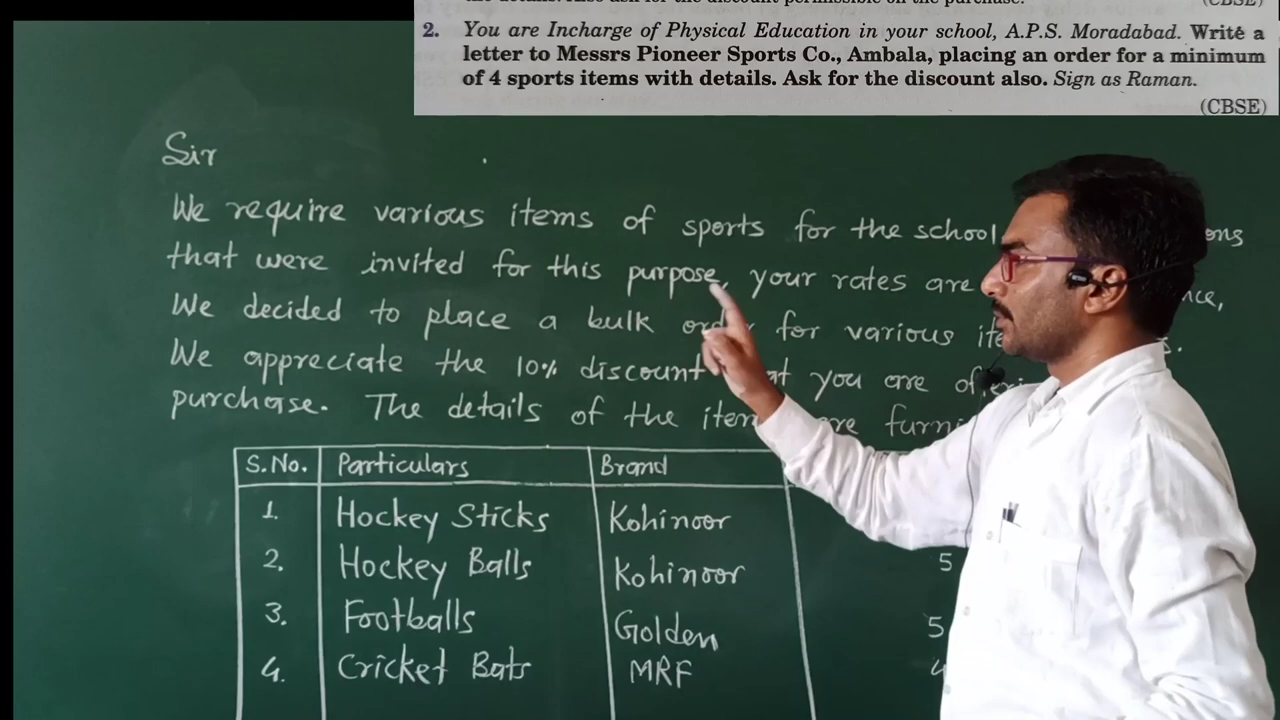 (CBSE)
2. You are Incharge of Physical Education in your school, A.P.S. Moradabad. Write a
letter to Messrs Pioneer Sports Co., Ambala, placing an order for a minimum
of 4 sports items with details. Ask for the discount also. Sign as Raman.
(CBSE)
Sir
We require various items of sports for the school
that were invited for this purpose, your rates are
We decided to place a bulk for various
We appreciate the 10% discount you are
purchase. The details of the
S.No. Particulars Brand
1. Hockey Sticks Kohinoor
2. Hockey Balls Kohinoor 5
3. Footballs Golden 5
4. Cricket Bats MRF 4